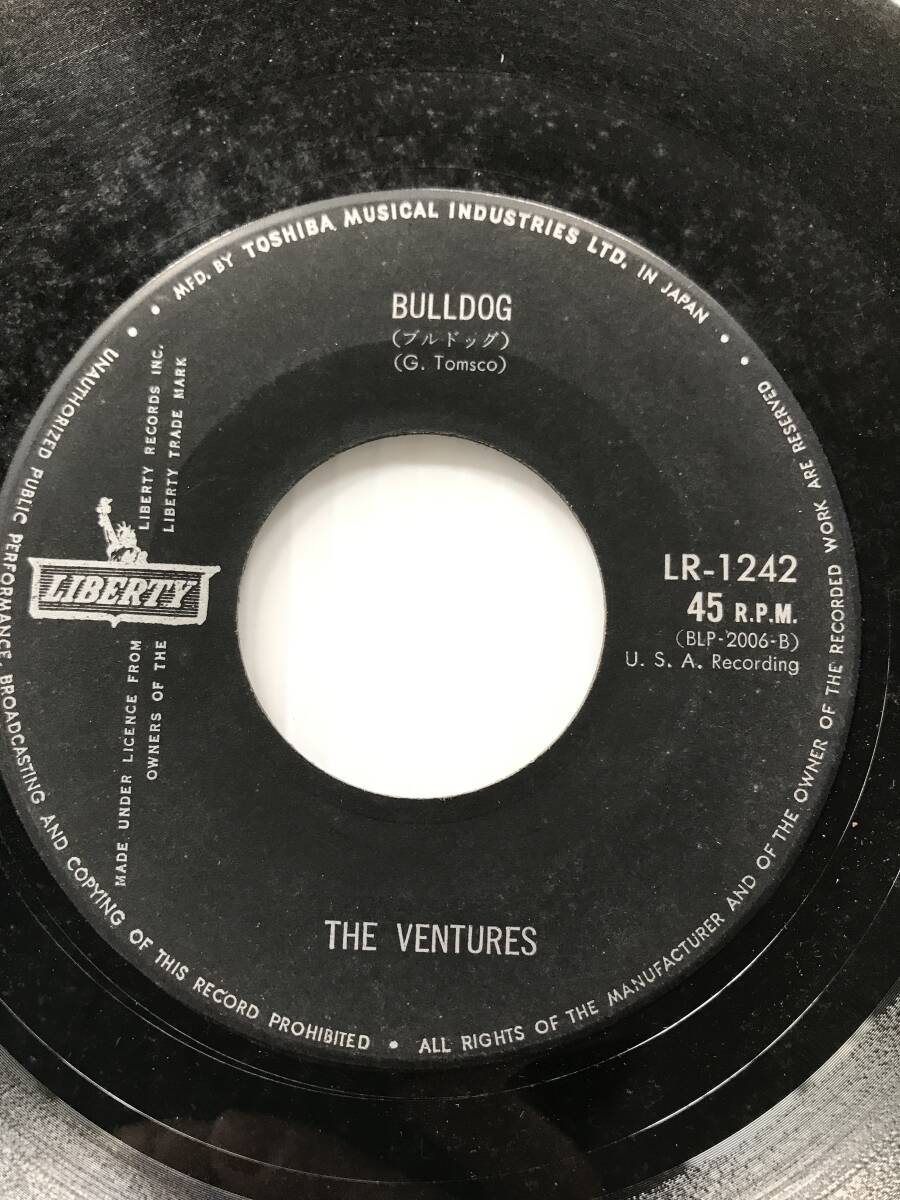 MFD. BY TOSHIBA MUSICAL INDUSTRIES LTD. IN JAPAN
BULLDOG
(ブルドッグ)
(G. Tomsco)
LIBERTY RECORDS INC.
LIBERTY TRADE MARK
LIBERTY
MADE UNDER LICENCE FROM
OWNERS OF THE
LR-1242
45 R.P.M.
(BLP-2006-B)
U. S. A. Recording
THE VENTURES
UNAUTHORIZED PUBLIC PERFORMANCE, BROADCASTING AND COPYING OF THIS RECORD PROHIBITED • ALL RIGHTS OF THE MANUFACTURER AND OF THE OWNER OF THE RECORDED WORK ARE RESERVED